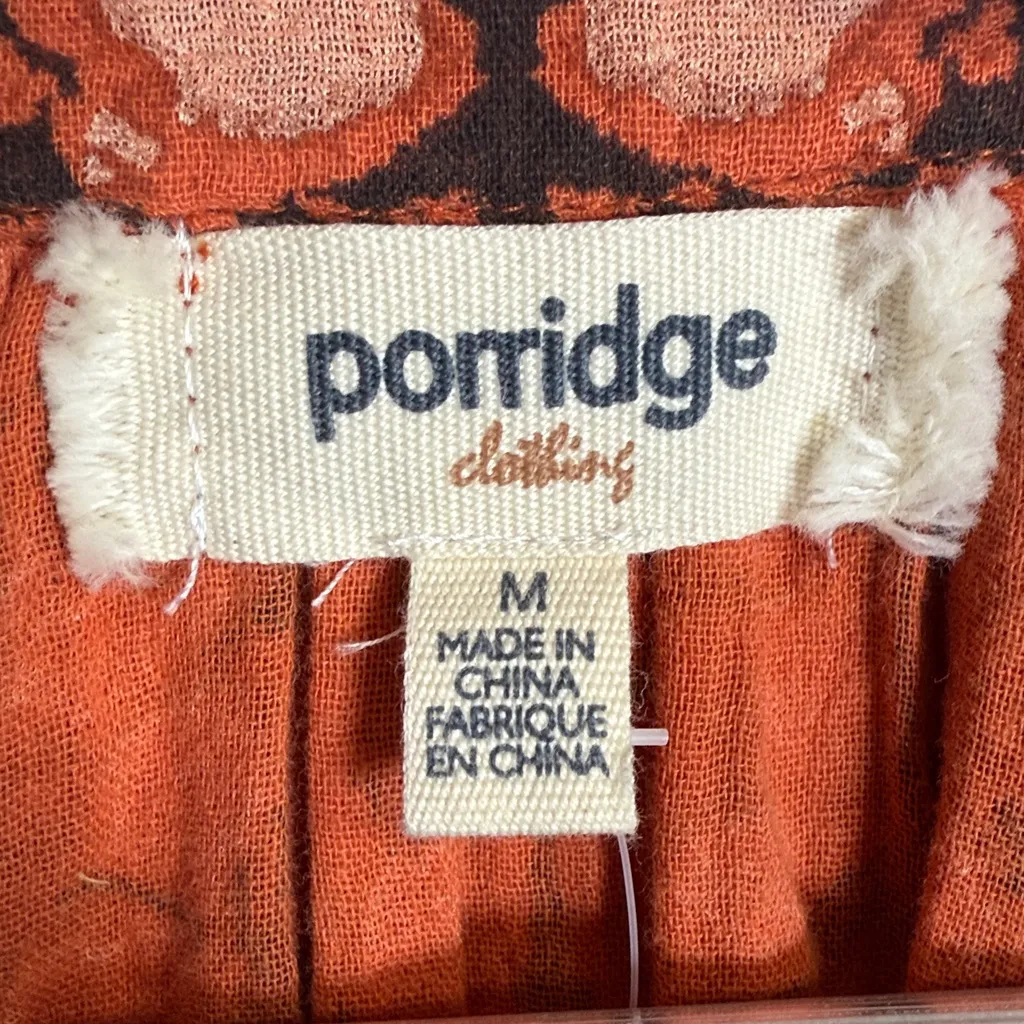 porridge
clothing
M
MADE IN
CHINA
FABRIQUE
EN CHINA